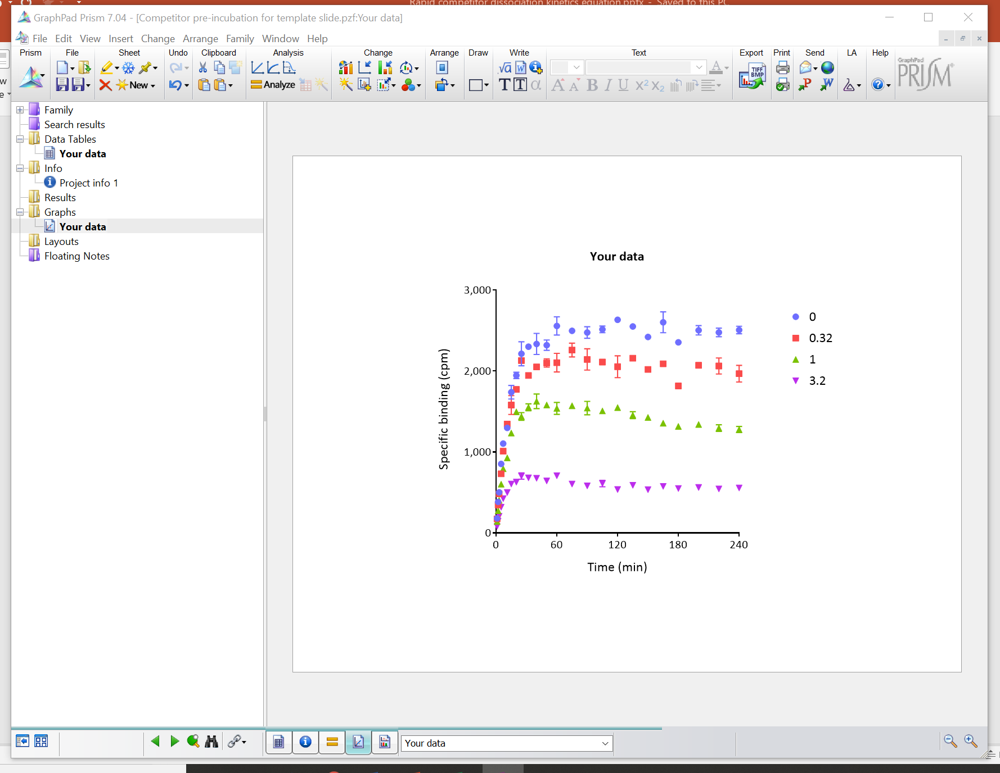 Rapid competitor dissociation kinetics equation.pptx - Saved to this PC
GraphPad Prism 7.04 - [Competitor pre-incubation for template slide.pzf:Your data]
File Edit View Insert Change Arrange Family Window Help
Prism File Sheet Undo Clipboard Analysis Change Arrange Draw Write Text Export Print Send LA Help
√a W TIFF BMP GraphPad PRISM®
New Analyze T T α A A B I U X² X₂ P W
Family
Search results
Data Tables
Your data
Info
Project info 1
Results
Graphs
Your data
Layouts
Floating Notes
Your data
3,000
2,000
1,000
0
Specific binding (cpm)
0 60 120 180 240
Time (min)
0
0.32
1
3.2
Your data